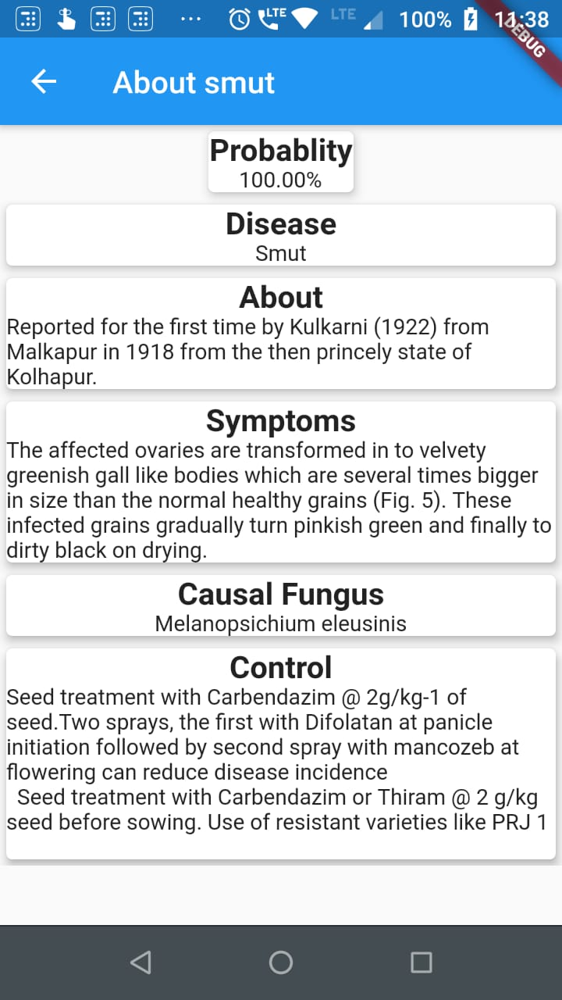 LTE LTE 100% 11:38
DEBUG
About smut
Probablity
100.00%
Disease
Smut
About
Reported for the first time by Kulkarni (1922) from
Malkapur in 1918 from the then princely state of
Kolhapur.
Symptoms
The affected ovaries are transformed in to velvety
greenish gall like bodies which are several times bigger
in size than the normal healthy grains (Fig. 5). These
infected grains gradually turn pinkish green and finally to
dirty black on drying.
Causal Fungus
Melanopsichium eleusinis
Control
Seed treatment with Carbendazim @ 2g/kg-1 of
seed.Two sprays, the first with Difolatan at panicle
initiation followed by second spray with mancozeb at
flowering can reduce disease incidence
Seed treatment with Carbendazim or Thiram @ 2 g/kg
seed before sowing. Use of resistant varieties like PRJ 1